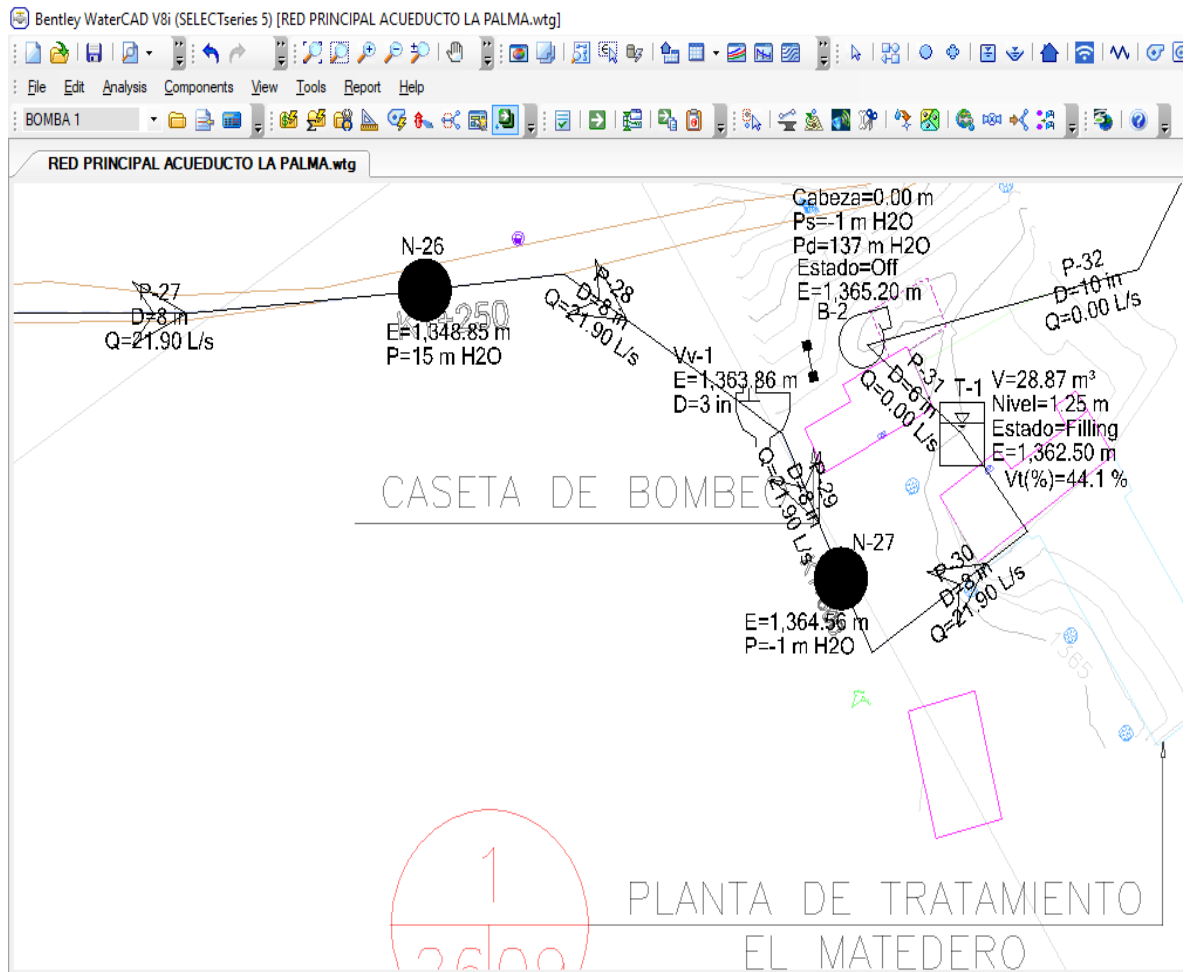 Bentley WaterCAD V8i (SELECTseries 5) [RED PRINCIPAL ACUEDUCTO LA PALMA.wtg]
File Edit Analysis Components View Tools Report Help
BOMBA 1
RED PRINCIPAL ACUEDUCTO LA PALMA.wtg
Cabeza=0.00 m
Ps=-1 m H2O
Pd=137 m H2O
Estado=Off
E=1,365.20 m
B-2
P-32
D=10 in
Q=0.00 L/s
N-26
E=1,348.85 m
P=15 m H2O
P-27
D=8 in
Q=21.90 L/s
P-28
D=8 in
Q=21.90 L/s
Vv-1
E=1,363.86 m
D=3 in
P-31
D=6 in
Q=0.00 L/s
T-1
V=28.87 m³
Nivel=1.25 m
Estado=Filling
E=1,362.50 m
Vt(%)=44.1 %
CASETA DE BOMBEO
P-29
D=8 in
Q=21.90 L/s
N-27
E=1,364.56 m
P=-1 m H2O
P-30
D=8 in
Q=21.90 L/s
1365
1
PLANTA DE TRATAMIENTO
EL MATEDERO